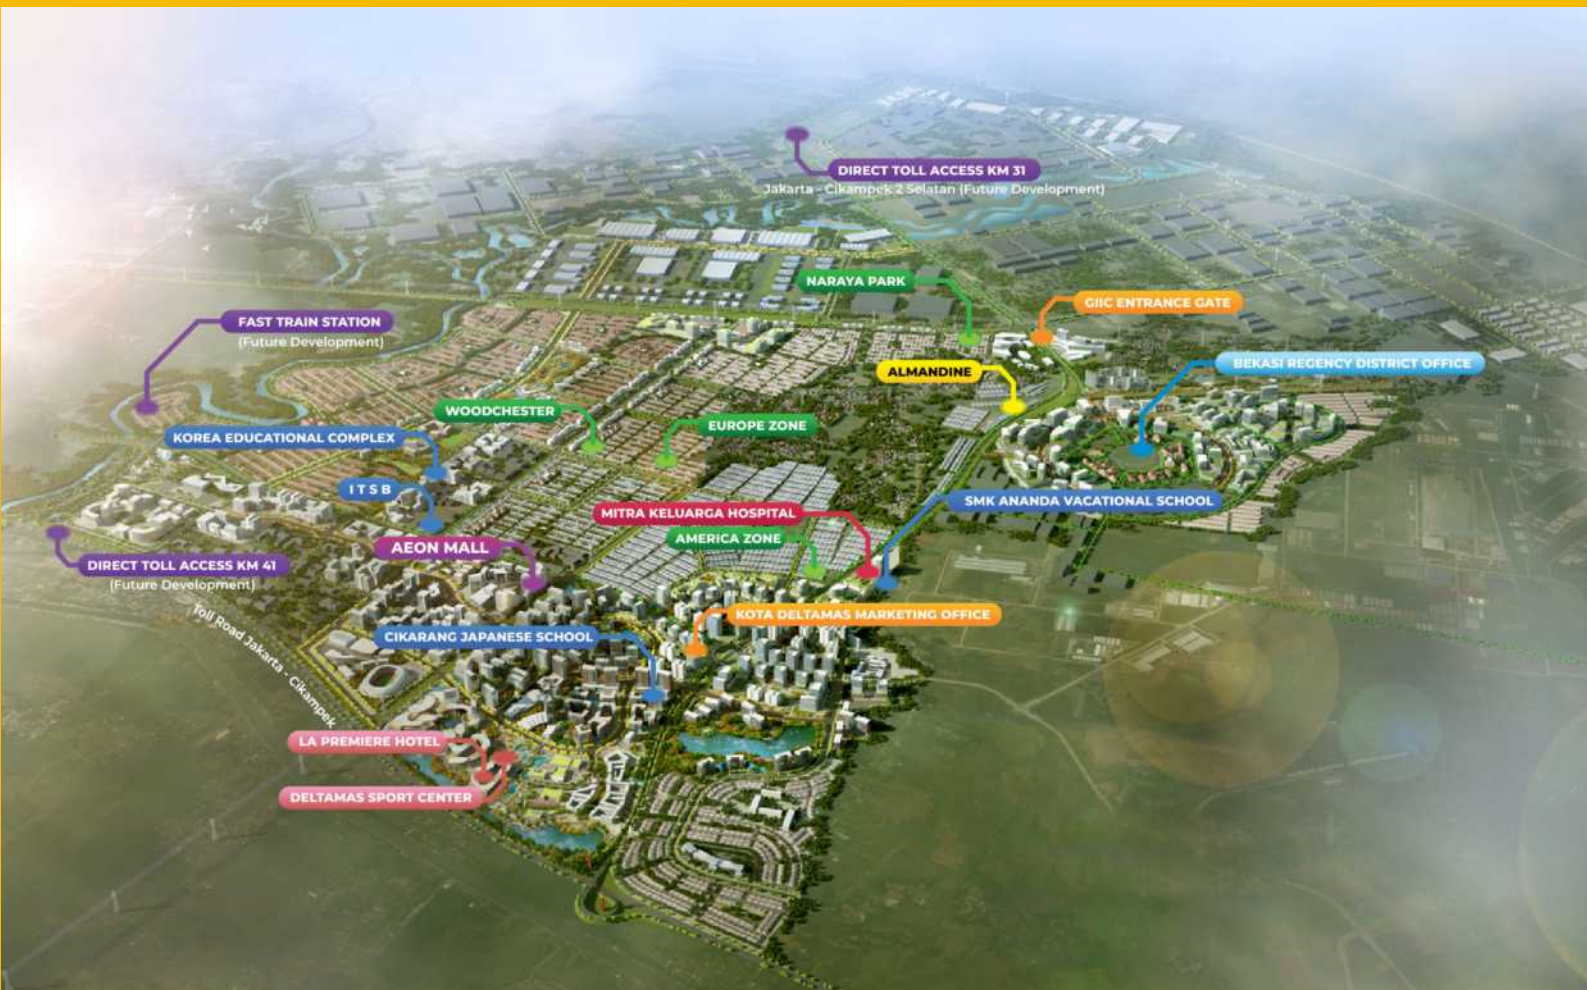 DIRECT TOLL ACCESS KM 31
Jakarta - Cikampek 2 Selatan (Future Development)
NARAYA PARK
GIIC ENTRANCE GATE
FAST TRAIN STATION
(Future Development)
ALMANDINE
BEKASI REGENCY DISTRICT OFFICE
WOODCHESTER
EUROPE ZONE
KOREA EDUCATIONAL COMPLEX
I T S B
SMK ANANDA VACATIONAL SCHOOL
MITRA KELUARGA HOSPITAL
AMERICA ZONE
AEON MALL
DIRECT TOLL ACCESS KM 41
(Future Development)
Toll Road Jakarta - Cikampek
KOTA DELTAMAS MARKETING OFFICE
CIKARANG JAPANESE SCHOOL
LA PREMIERE HOTEL
DELTAMAS SPORT CENTER